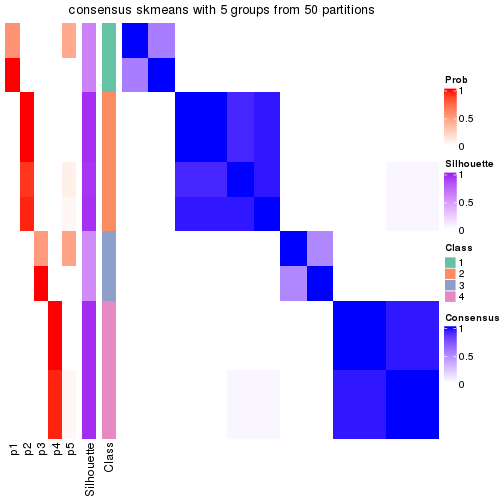 consensus skmeans with 5 groups from 50 partitions
Prob
1
0.5
0
Silhouette
1
0.5
0
Class
1
2
3
4
Consensus
1
0.5
0
p1
p2
p3
p4
p5
Silhouette
Class